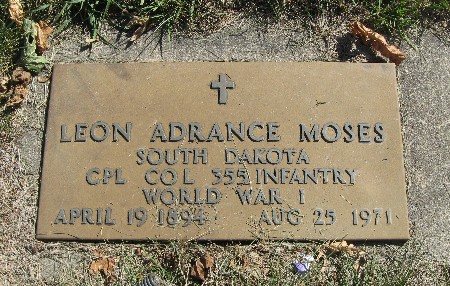 LEON ADRANCE MOSES
SOUTH DAKOTA
CPL CO L 355 INFANTRY
WORLD WAR I
APRIL 19 1894 AUG 25 1971